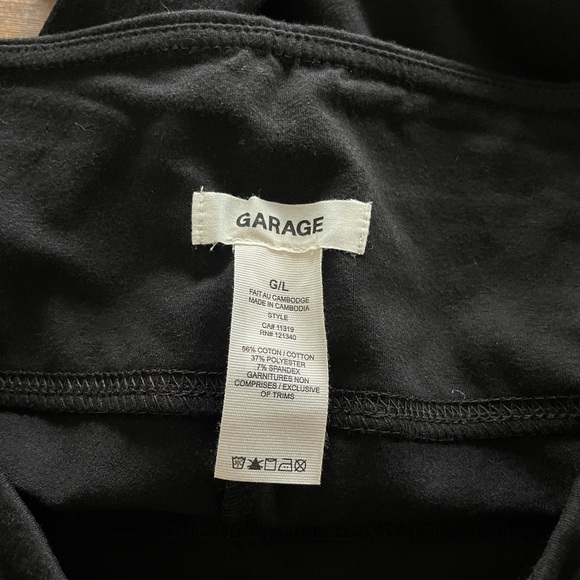 GARAGE
G/L
FAIT AU CAMBODGE
MADE IN CAMBODIA
STYLE
CA# 11319
RN# 121340
56% COTON / COTTON
37% POLYESTER
7% SPANDEX
GARNITURES NON
COMPRISES / EXCLUSIVE
OF TRIMS